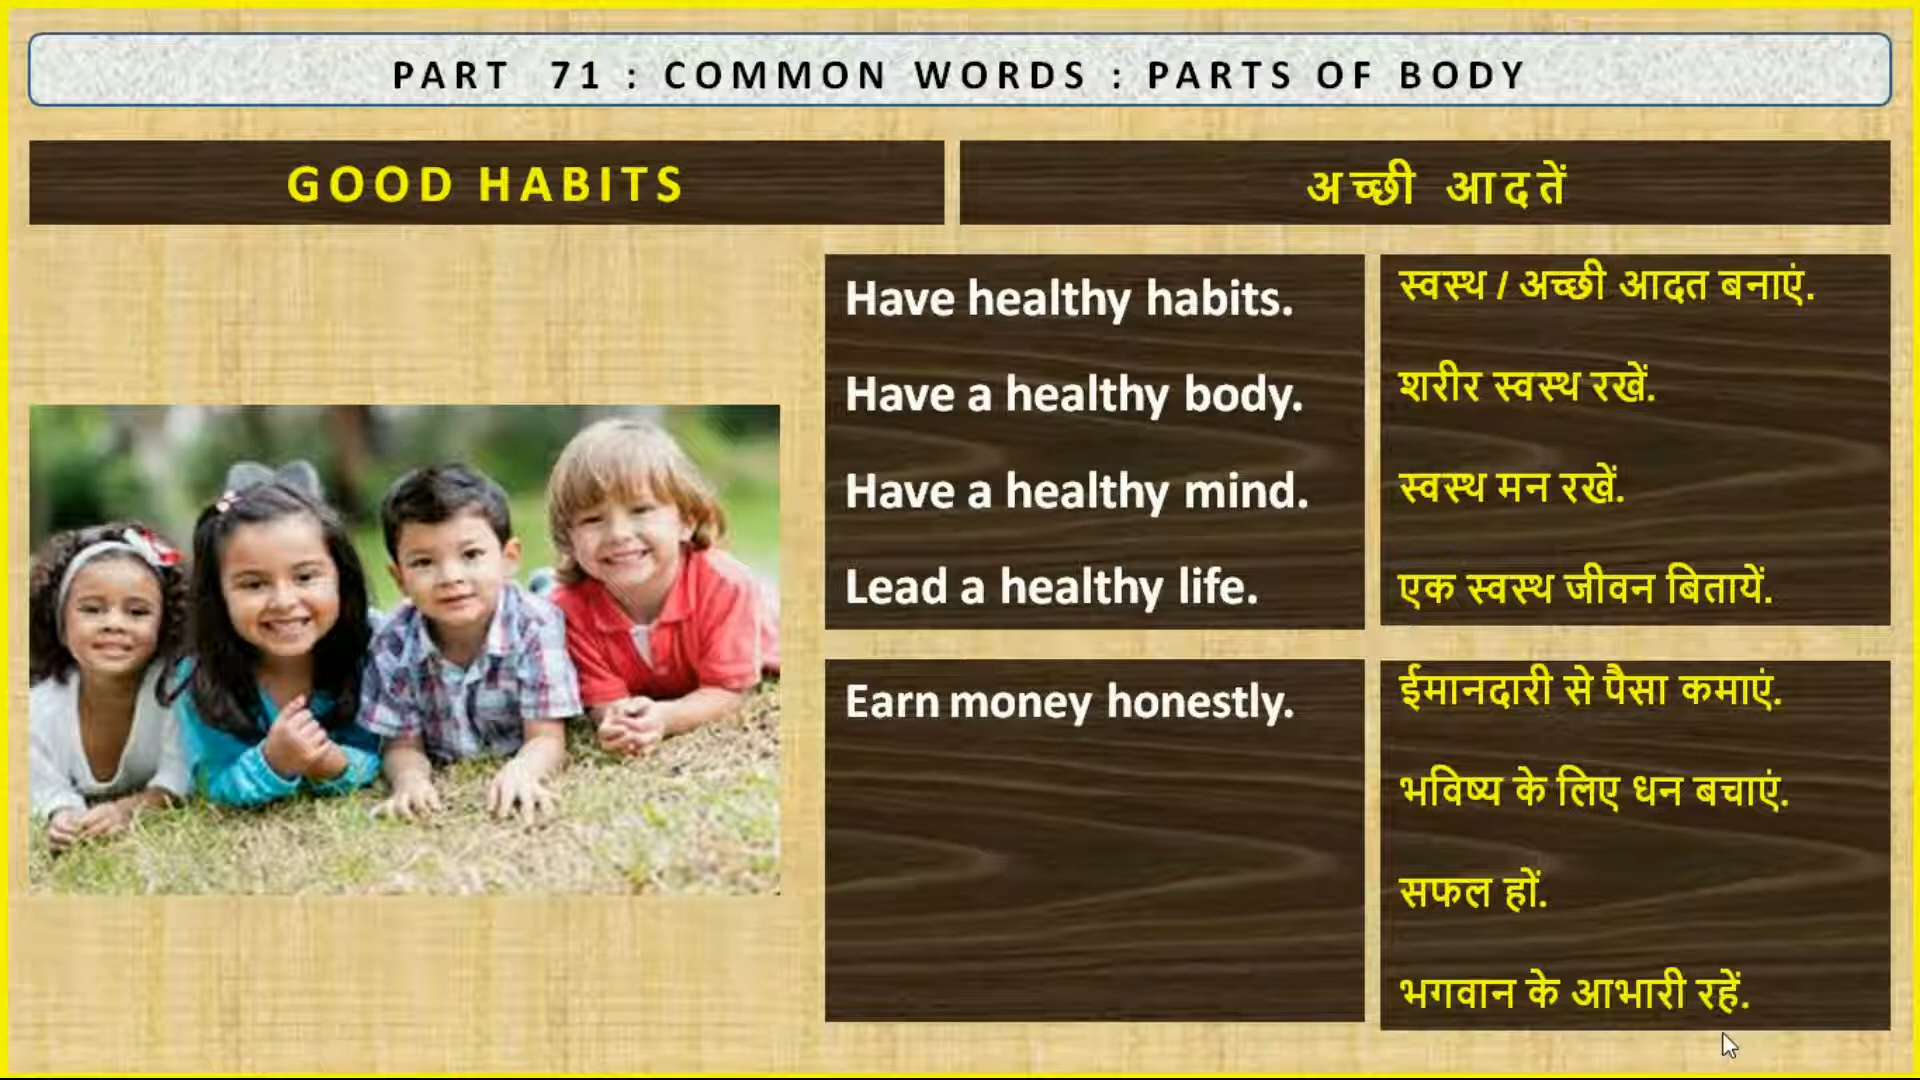 PART 71 : COMMON WORDS : PARTS OF BODY
GOOD HABITS
अच्छी आदतें
Have healthy habits.
Have a healthy body.
Have a healthy mind.
Lead a healthy life.
स्वस्थ / अच्छी आदत बनाएं.
शरीर स्वस्थ रखें.
स्वस्थ मन रखें.
एक स्वस्थ जीवन बितायें.
Earn money honestly.
ईमानदारी से पैसा कमाएं.
भविष्य के लिए धन बचाएं.
सफल हों.
भगवान के आभारी रहें.